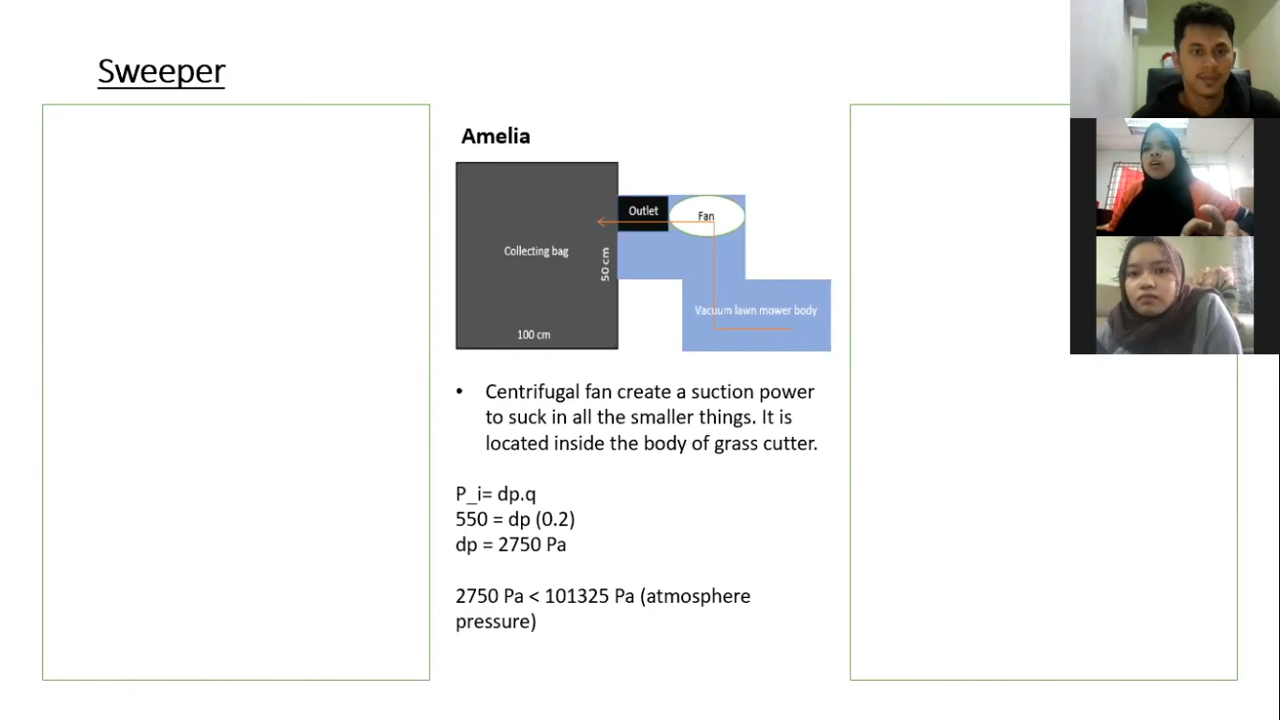 Sweeper
Amelia
Outlet
Fan
Collecting bag
50 cm
Vacuum lawn mower body
100 cm
• Centrifugal fan create a suction power
to suck in all the smaller things. It is
located inside the body of grass cutter.
P_i= dp.q
550 = dp (0.2)
dp = 2750 Pa
2750 Pa < 101325 Pa (atmosphere
pressure)